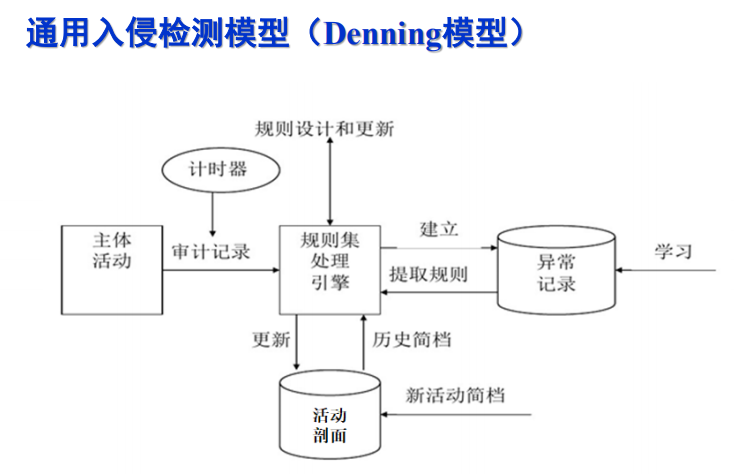 通用入侵检测模型（Denning模型）
规则设计和更新
计时器
主体
活动
审计记录
规则集
处理
引擎
建立
提取规则
异常
记录
学习
更新
历史简档
活动
剖面
新活动简档